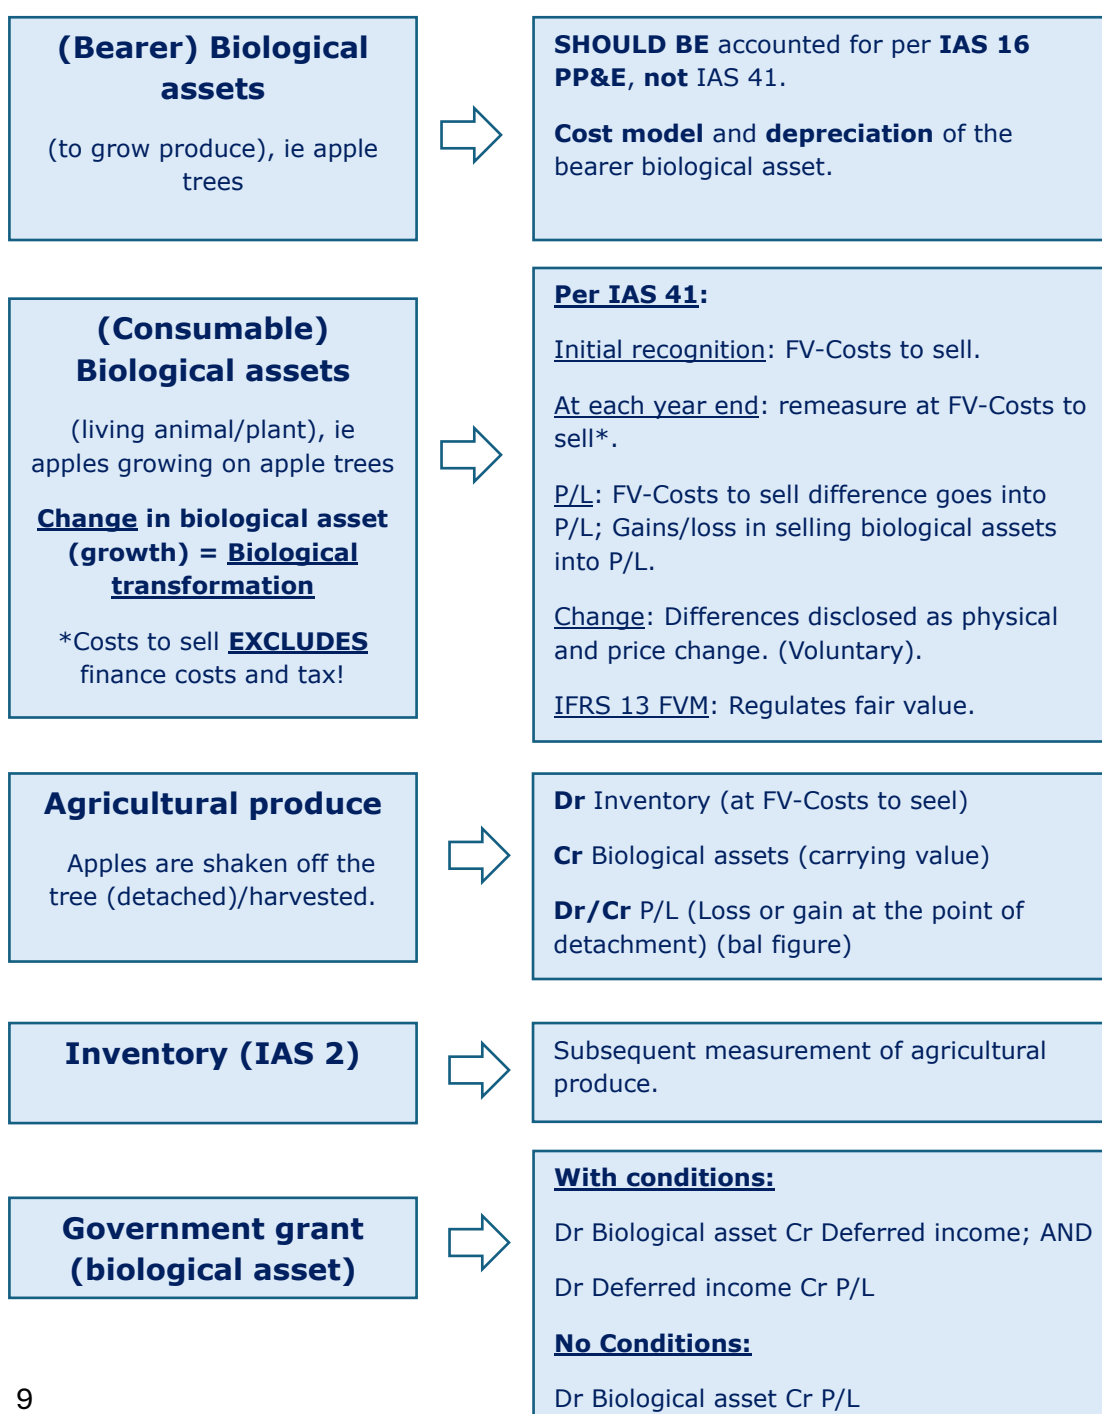 (Bearer) Biological
assets
(to grow produce), ie apple
trees
SHOULD BE accounted for per IAS 16
PP&E, not IAS 41.
Cost model and depreciation of the
bearer biological asset.
(Consumable)
Biological assets
(living animal/plant), ie
apples growing on apple trees
Change in biological asset
(growth) = Biological
transformation
*Costs to sell EXCLUDES
finance costs and tax!
Per IAS 41:
Initial recognition: FV-Costs to sell.
At each year end: remeasure at FV-Costs to
sell*.
P/L: FV-Costs to sell difference goes into
P/L; Gains/loss in selling biological assets
into P/L.
Change: Differences disclosed as physical
and price change. (Voluntary).
IFRS 13 FVM: Regulates fair value.
Agricultural produce
Apples are shaken off the
tree (detached)/harvested.
Dr Inventory (at FV-Costs to seel)
Cr Biological assets (carrying value)
Dr/Cr P/L (Loss or gain at the point of
detachment) (bal figure)
Inventory (IAS 2)
Subsequent measurement of agricultural
produce.
Government grant
(biological asset)
With conditions:
Dr Biological asset Cr Deferred income; AND
Dr Deferred income Cr P/L
No Conditions:
Dr Biological asset Cr P/L
9